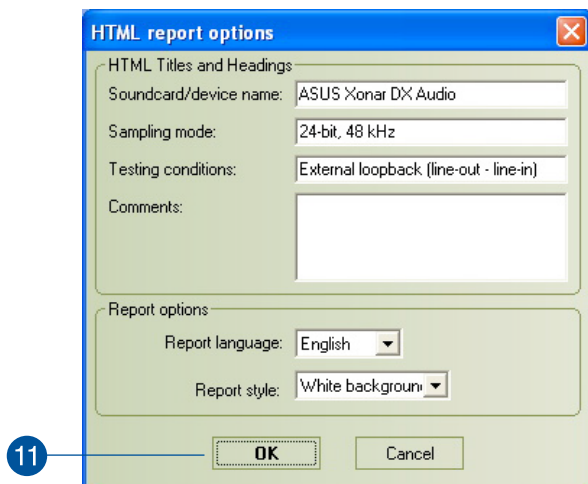 HTML report options
HTML Titles and Headings
Soundcard/device name: ASUS Xonar DX Audio
Sampling mode: 24-bit, 48 kHz
Testing conditions: External loopback (line-out - line-in)
Comments:
Report options
Report language: English
Report style: White backgroun
11 OK Cancel